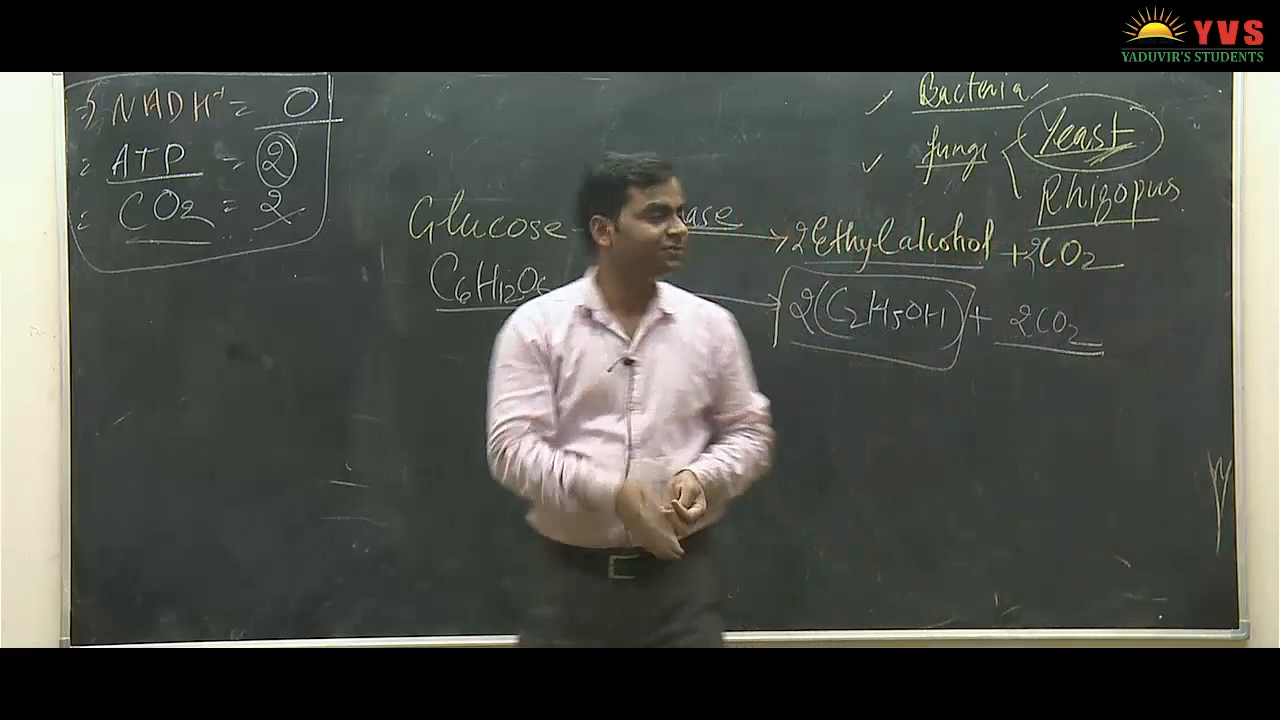 YVS
YADUVIR'S STUDENTS
NADH+ = 0
= ATP = 2
= CO2 = 2
Bacteria
✓ fungi
Yeast
Rhizopus
Glucose ase → 2 Ethyl alcohol + 2CO2
C6H12O6 → 2(C2H5OH) + 2CO2